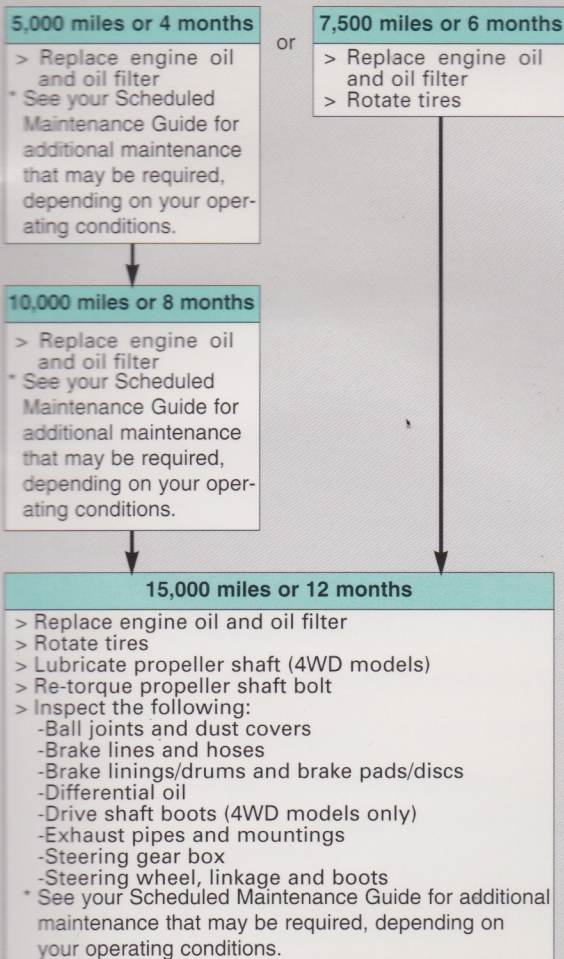 5,000 miles or 4 months
> Replace engine oil
and oil filter
* See your Scheduled
Maintenance Guide for
additional maintenance
that may be required,
depending on your oper-
ating conditions.
or
7,500 miles or 6 months
> Replace engine oil
and oil filter
> Rotate tires
10,000 miles or 8 months
> Replace engine oil
and oil filter
* See your Scheduled
Maintenance Guide for
additional maintenance
that may be required,
depending on your oper-
ating conditions.
15,000 miles or 12 months
> Replace engine oil and oil filter
> Rotate tires
> Lubricate propeller shaft (4WD models)
> Re-torque propeller shaft bolt
> Inspect the following:
-Ball joints and dust covers
-Brake lines and hoses
-Brake linings/drums and brake pads/discs
-Differential oil
-Drive shaft boots (4WD models only)
-Exhaust pipes and mountings
-Steering gear box
-Steering wheel, linkage and boots
* See your Scheduled Maintenance Guide for additional
maintenance that may be required, depending on
your operating conditions.